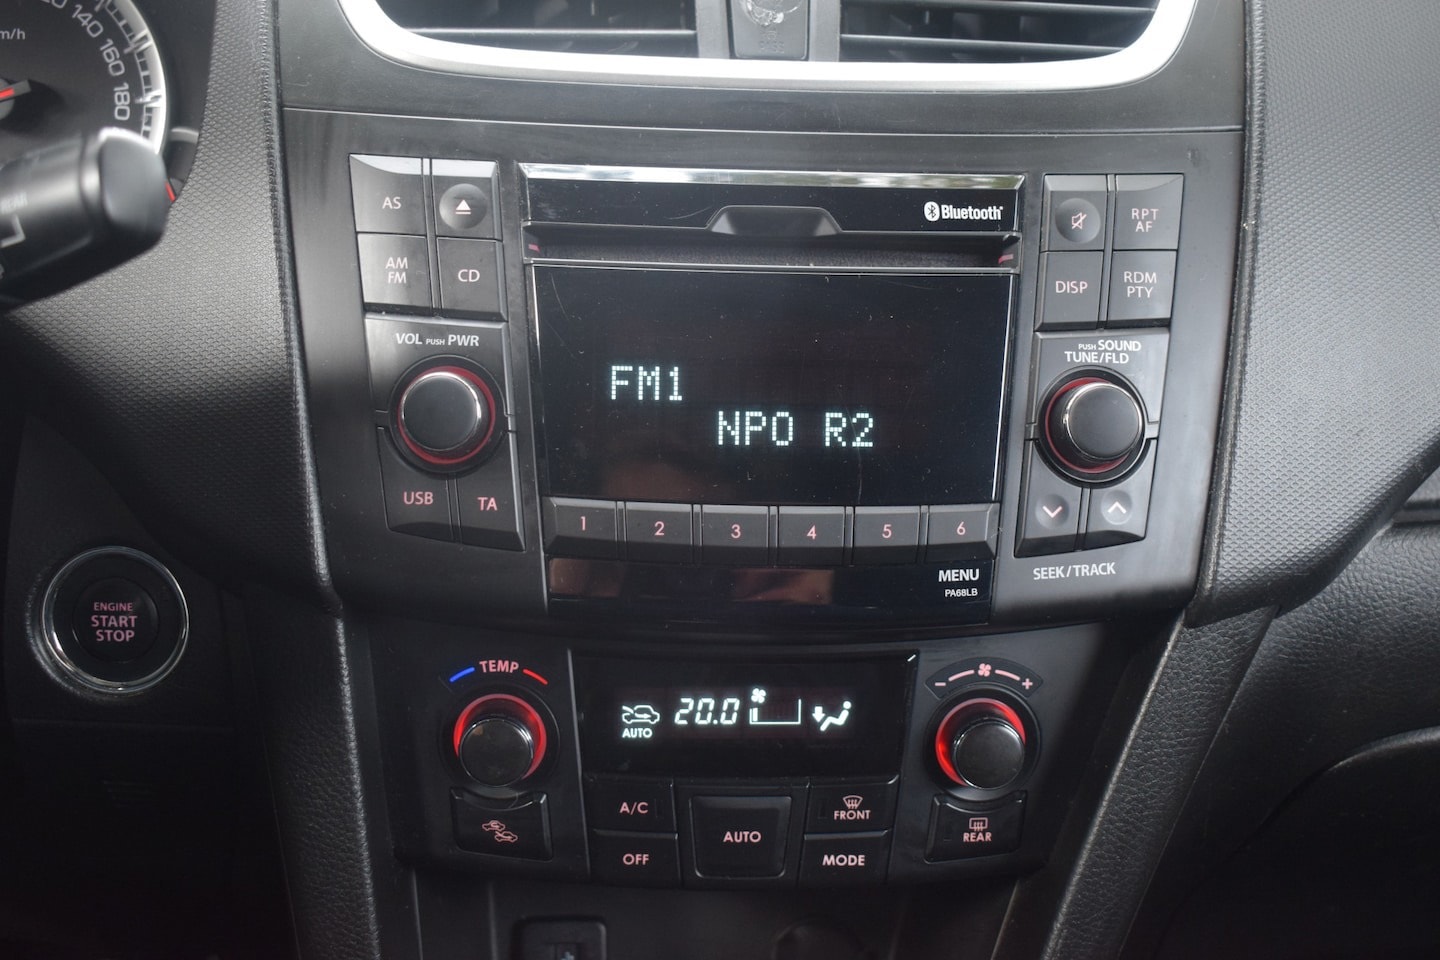 140
160
180
m/h
AS
AM
FM
CD
VOL PUSH PWR
USB
TA
Bluetooth
FM1
NPO R2
1 2 3 4 5 6
MENU
PA68LB
RPT
AF
DISP
RDM
PTY
PUSH SOUND
TUNE/FLD
SEEK/TRACK
ENGINE
START
STOP
TEMP
AUTO
20.0
- +
A/C
OFF
AUTO
FRONT
MODE
REAR